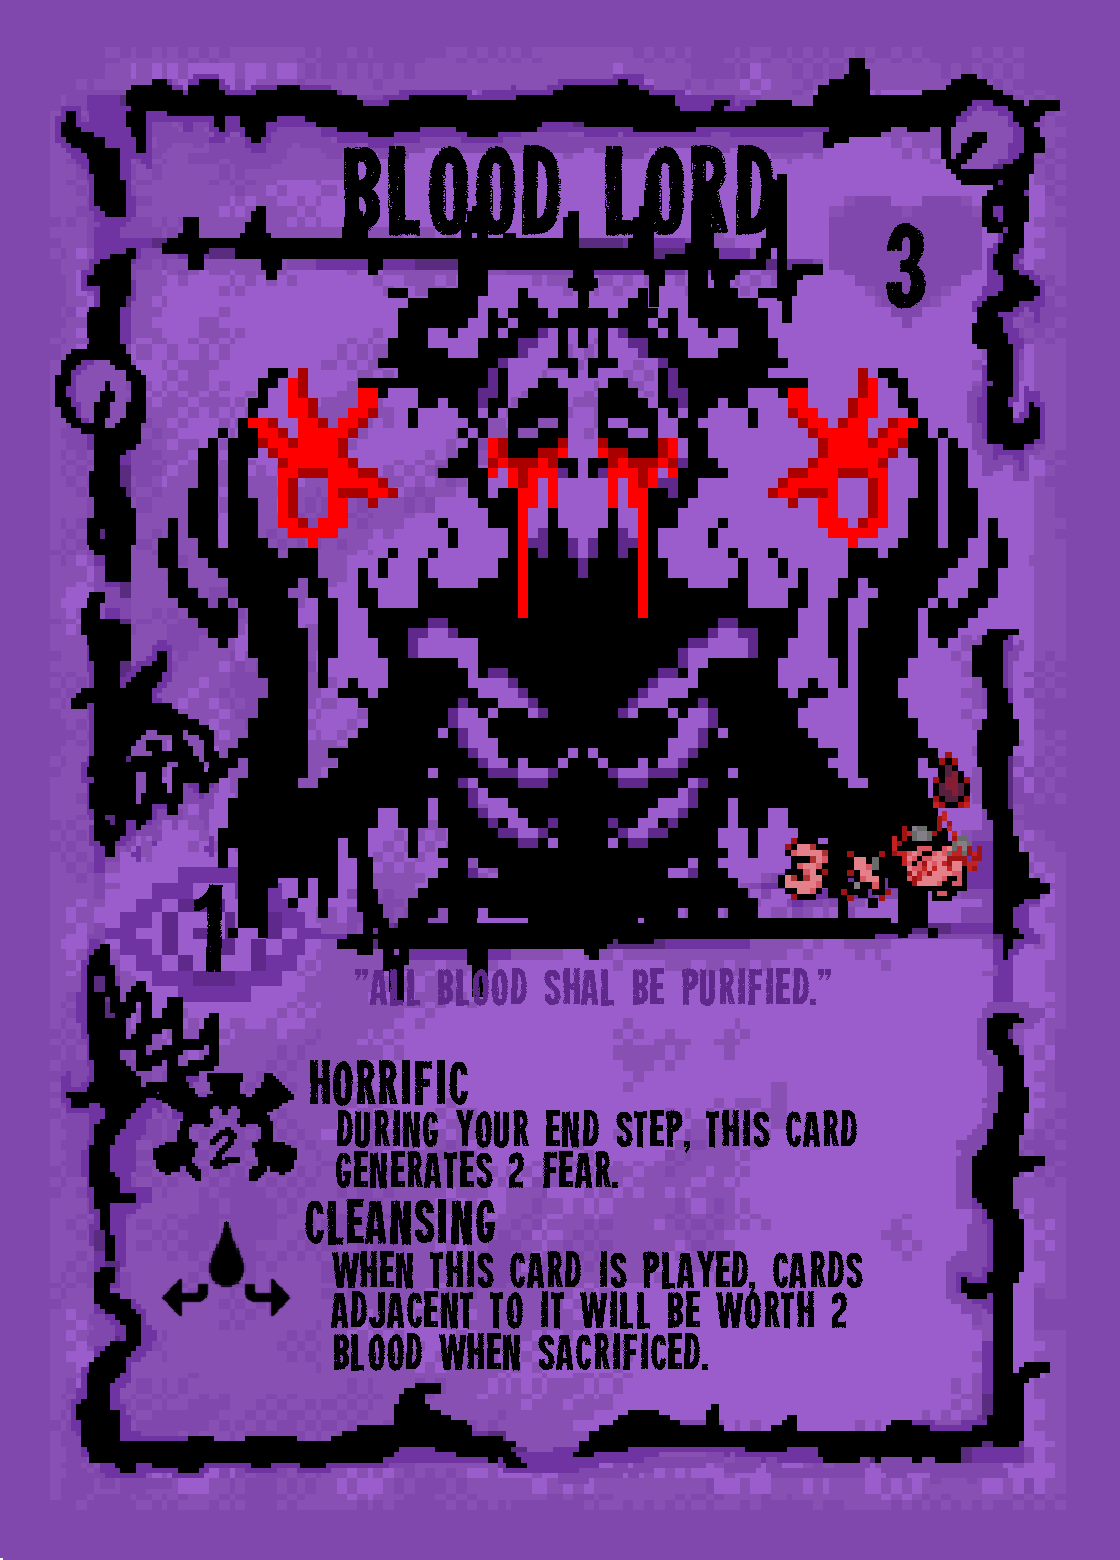 BLOOD LORD
3
3 X
1
"ALL BLOOD SHAL BE PURIFIED."
HORRIFIC
DURING YOUR END STEP, THIS CARD
GENERATES 2 FEAR.
2
CLEANSING
WHEN THIS CARD IS PLAYED, CARDS
ADJACENT TO IT WILL BE WORTH 2
BLOOD WHEN SACRIFICED.